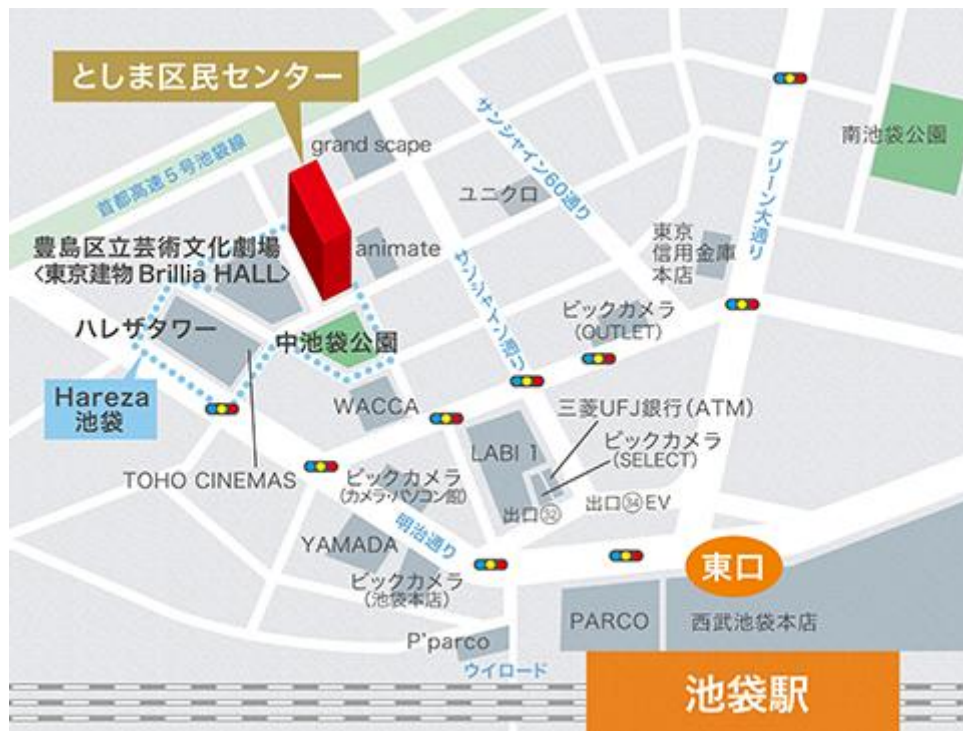 としま区民センター
grand scape
首都高速5号池袋線
サンシャイン60通り
グリーン大通り
南池袋公園
ユニクロ
豊島区立芸術文化劇場
〈東京建物 Brillia HALL〉
animate
東京
信用金庫
本店
サンシャイン通り
ハレザタワー
中池袋公園
ビックカメラ
(OUTLET)
Hareza
池袋
WACCA
三菱UFJ銀行(ATM)
ビックカメラ
(SELECT)
LABI 1
TOHO CINEMAS
ビックカメラ
(カメラ・パソコン館)
出口㉜
出口㉞EV
明治通り
YAMADA
ビックカメラ
(池袋本店)
東口
P'parco
PARCO
西武池袋本店
ウイロード
池袋駅